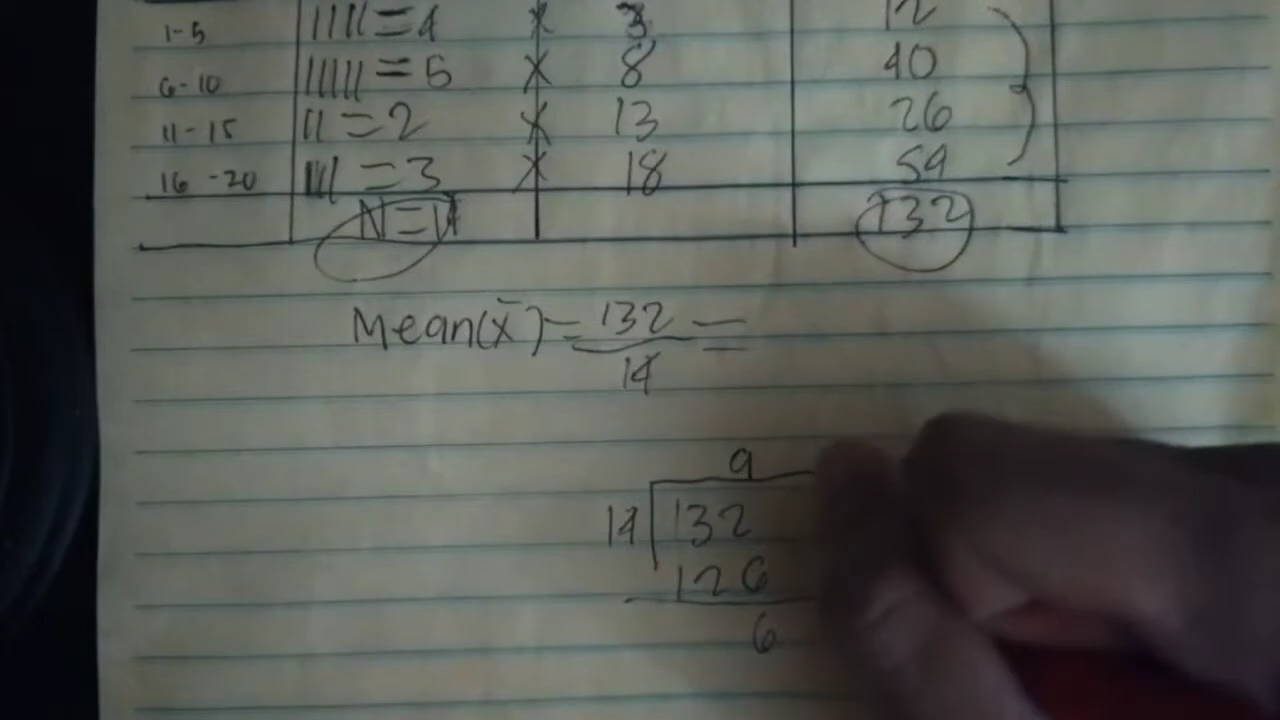 1-5 |||| = 4 x 3 12
6-10 ||||| = 5 x 8 40
11-15 || = 2 x 13 26
16-20 ||| = 3 x 18 54
N = 14 132
Mean(x̄) = 132 =
14
9
14 132
126
6